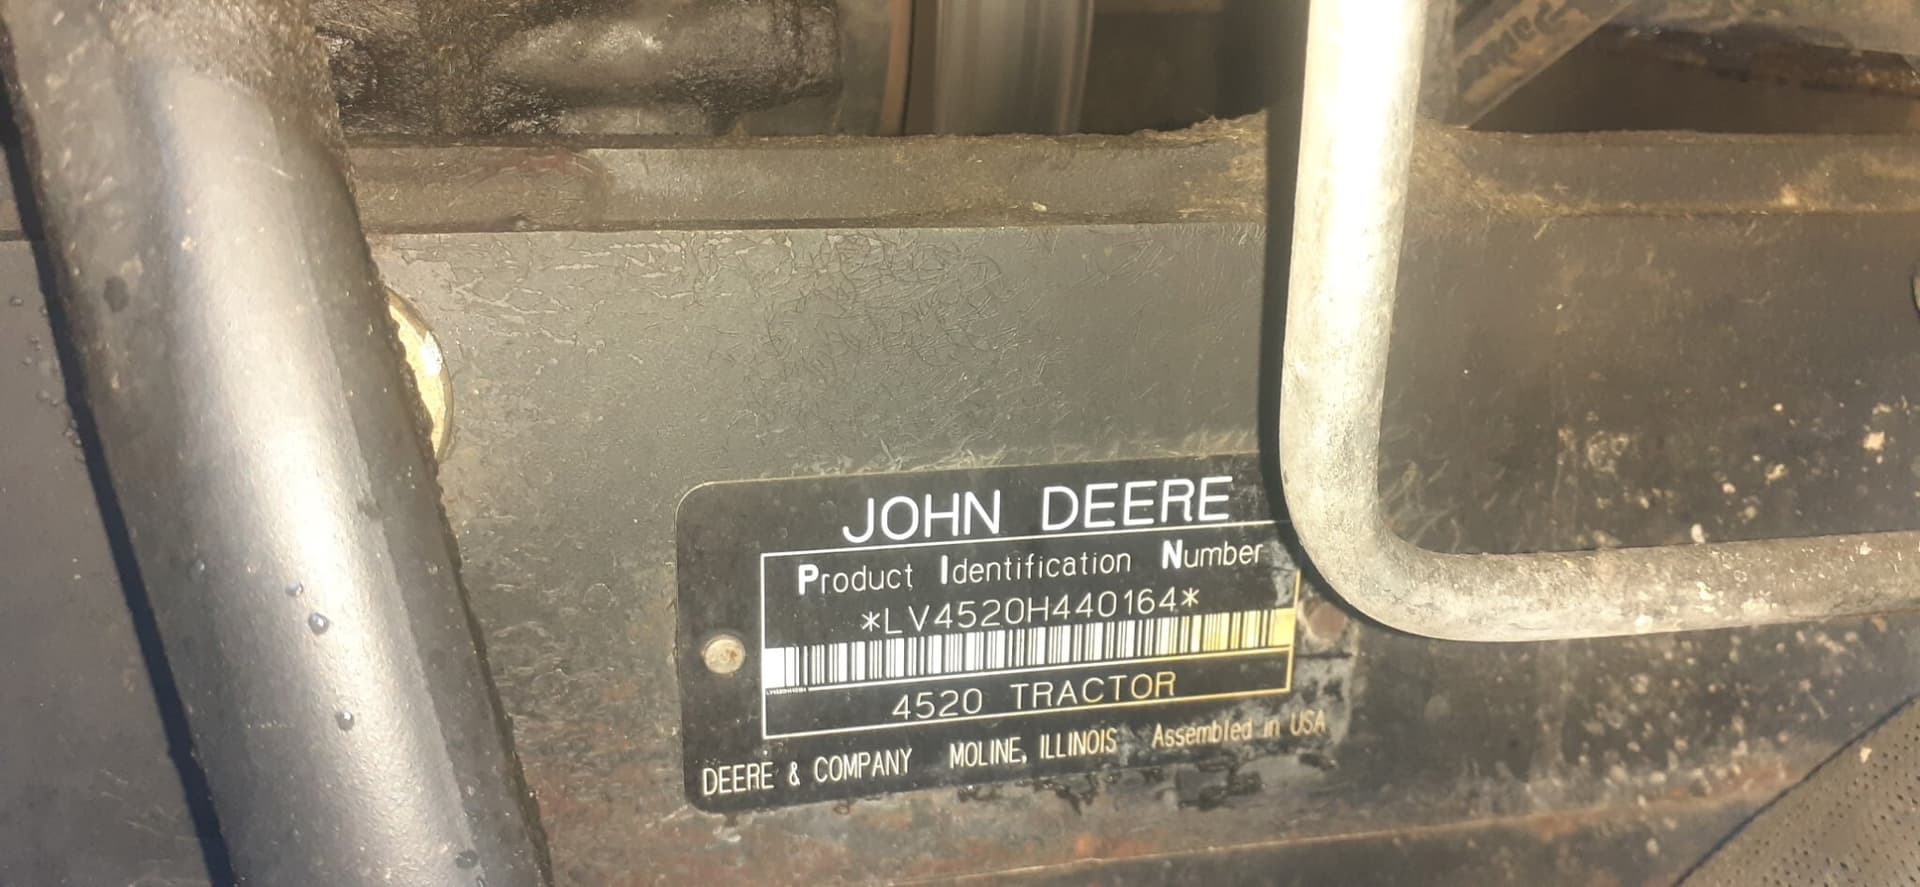 JOHN DEERE
Product Identification Number
*LV4520H440164*
4520 TRACTOR
DEERE & COMPANY MOLINE, ILLINOIS Assembled in USA